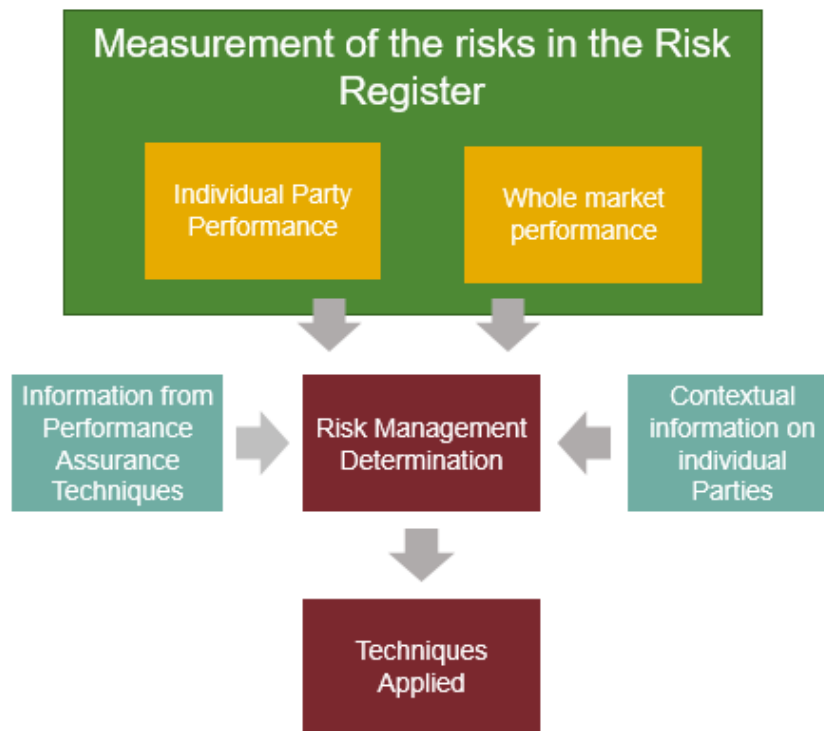 Measurement of the risks in the Risk
Register
Individual Party
Performance
Whole market
performance
Information from
Performance
Assurance
Techniques
Risk Management
Determination
Contextual
information on
individual
Parties
Techniques
Applied